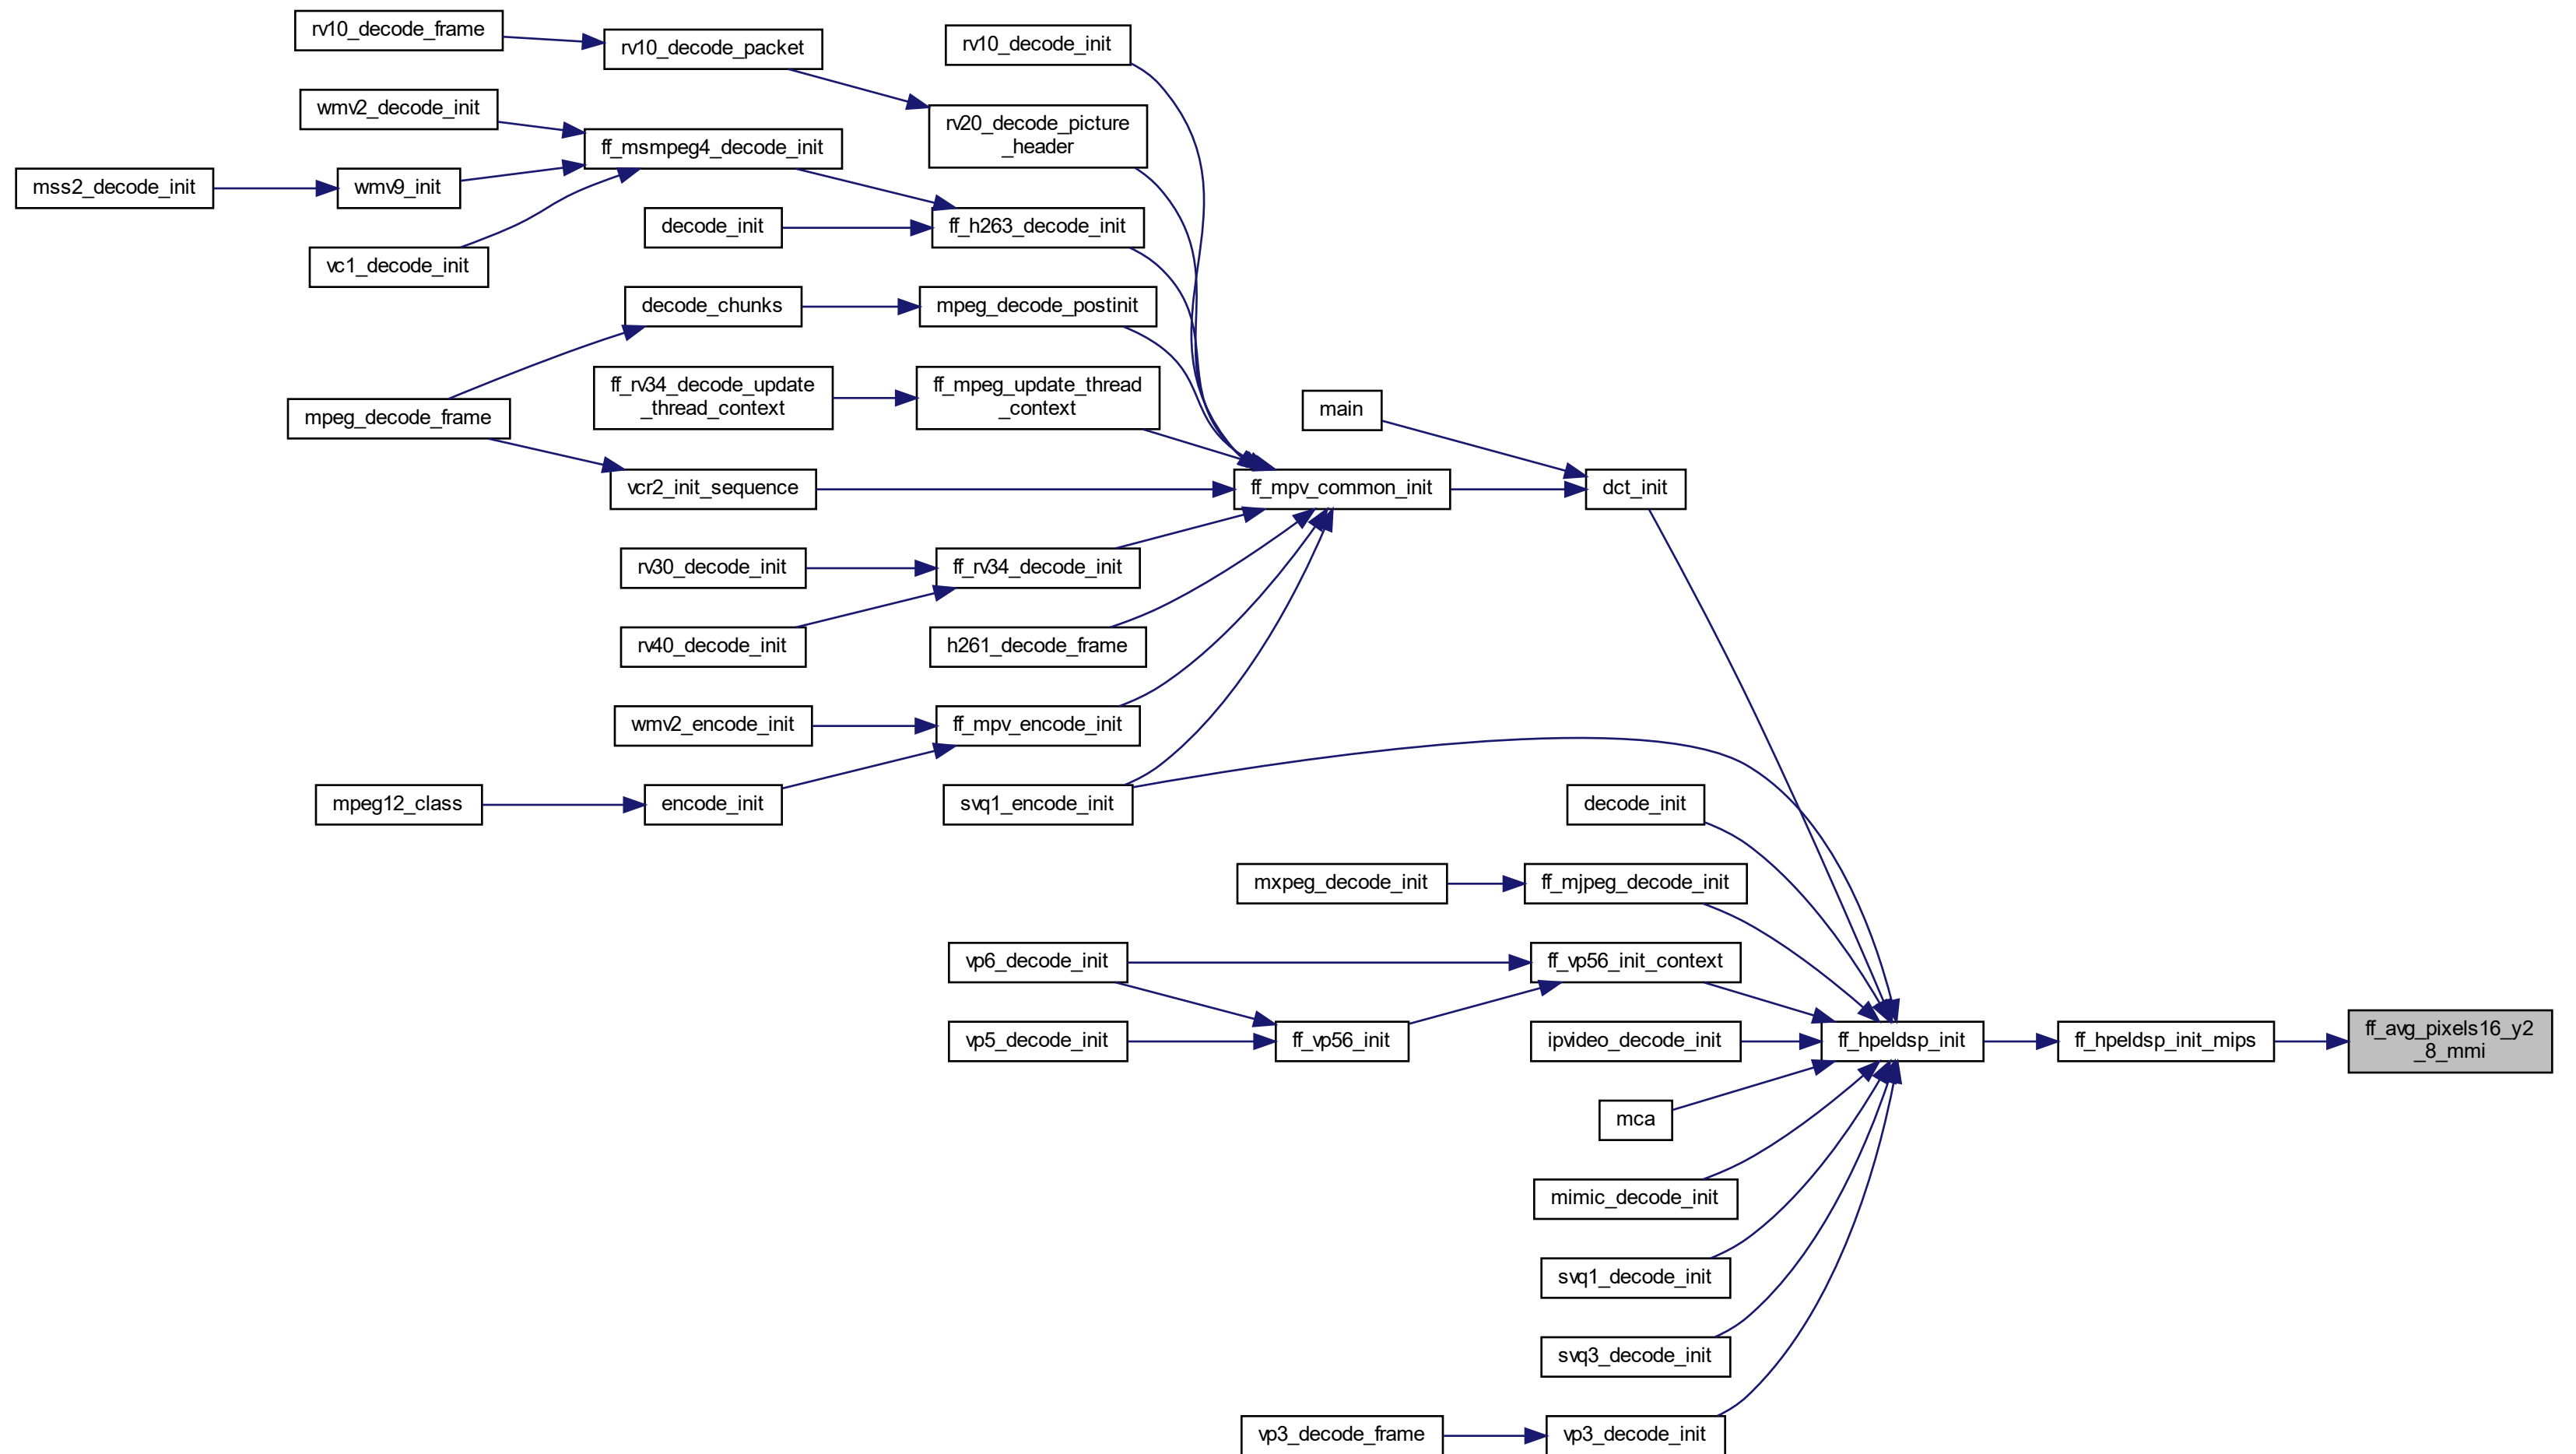 rv10_decode_frame
rv10_decode_packet
rv10_decode_init
wmv2_decode_init
rv20_decode_picture
_header
ff_msmpeg4_decode_init
mss2_decode_init
wmv9_init
decode_init
ff_h263_decode_init
vc1_decode_init
decode_chunks
mpeg_decode_postinit
ff_rv34_decode_update
_thread_context
ff_mpeg_update_thread
_context
main
mpeg_decode_frame
vcr2_init_sequence
ff_mpv_common_init
dct_init
rv30_decode_init
ff_rv34_decode_init
rv40_decode_init
h261_decode_frame
wmv2_encode_init
ff_mpv_encode_init
mpeg12_class
encode_init
svq1_encode_init
decode_init
mxpeg_decode_init
ff_mjpeg_decode_init
vp6_decode_init
ff_vp56_init_context
vp5_decode_init
ff_vp56_init
ipvideo_decode_init
ff_hpeldsp_init
ff_hpeldsp_init_mips
ff_avg_pixels16_y2
_8_mmi
mca
mimic_decode_init
svq1_decode_init
svq3_decode_init
vp3_decode_frame
vp3_decode_init